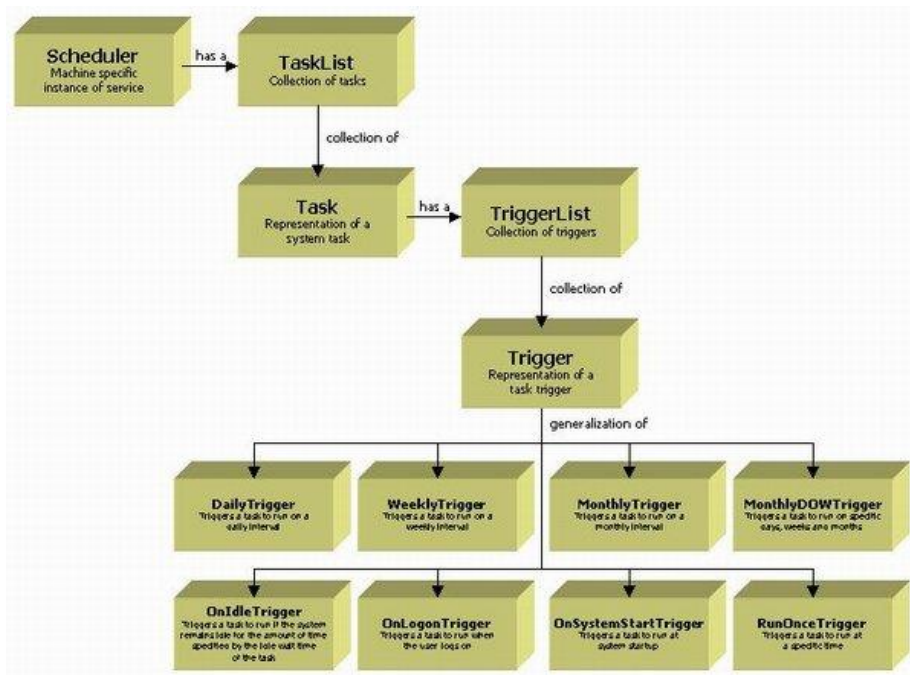 Scheduler
Machine specific
instance of service
has a
TaskList
Collection of tasks
collection of
Task
Representation of a
system task
has a
TriggerList
Collection of triggers
collection of
Trigger
Representation of a
task trigger
generalization of
DailyTrigger
Triggers a task to run on a
daily interval
WeeklyTrigger
Triggers a task to run on a
weekly interval
MonthlyTrigger
Triggers a task to run on a
monthly interval
MonthlyDOWTrigger
Triggers a task to run on specific
days, weeks and months
OnIdleTrigger
Triggers a task to run if the system
remains idle for the amount of time
specified by the idle wait time
of the task
OnLogonTrigger
Triggers a task to run when
the user logs on
OnSystemStartTrigger
Triggers a task to run at
system startup
RunOnceTrigger
Triggers a task to run at
a specific time